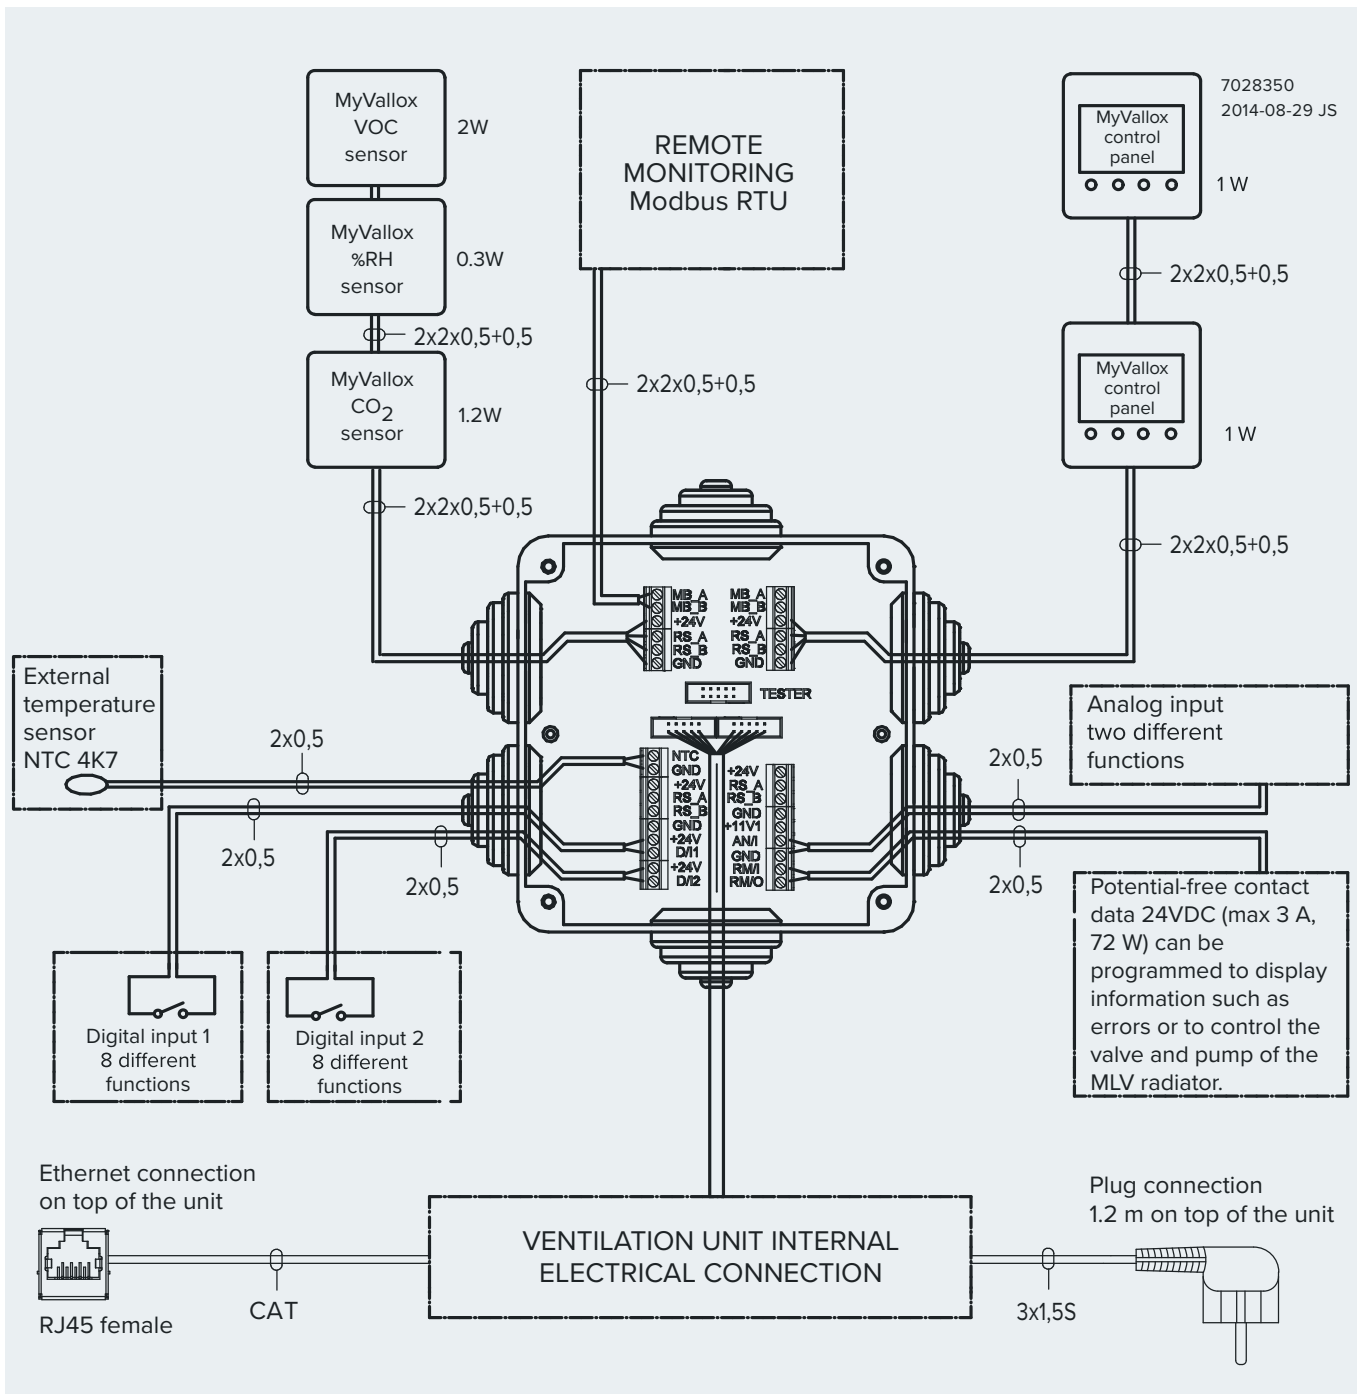 MyVallox
VOC
sensor
2W
REMOTE
MONITORING
Modbus RTU
7028350
2014-08-29 JS
MyVallox
control
panel
1 W
MyVallox
%RH
sensor
0.3W
2x2x0,5+0,5
2x2x0,5+0,5
MyVallox
CO2
sensor
1.2W
2x2x0,5+0,5
MyVallox
control
panel
1 W
2x2x0,5+0,5
2x2x0,5+0,5
MB_A
MB_B
+24V
RS_A
RS_B
GND
MB_A
MB_B
+24V
RS_A
RS_B
GND
TESTER
External
temperature
sensor
NTC 4K7
2x0,5
2x0,5
2x0,5
NTC
GND
+24V
RS_A
RS_B
GND
+24V
D/I1
+24V
D/I2
+24V
RS_A
RS_B
GND
+11V1
AN/I
GND
RM/I
RM/O
2x0,5
2x0,5
Analog input
two different
functions
Potential-free contact
data 24VDC (max 3 A,
72 W) can be
programmed to display
information such as
errors or to control the
valve and pump of the
MLV radiator.
Digital input 1
8 different
functions
Digital input 2
8 different
functions
Ethernet connection
on top of the unit
RJ45 female
CAT
VENTILATION UNIT INTERNAL
ELECTRICAL CONNECTION
3x1,5S
Plug connection
1.2 m on top of the unit